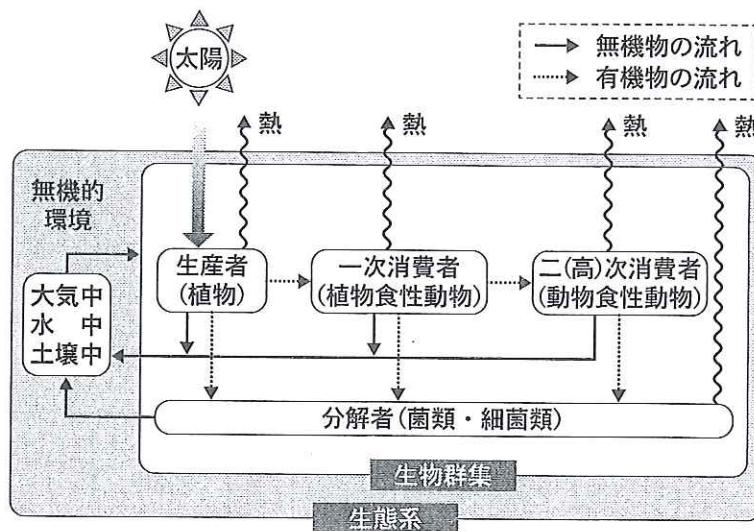 太陽
無機物の流れ
有機物の流れ
熱
熱
熱
熱
無機的
環境
大気中
水 中
土壌中
生産者
(植物)
一次消費者
(植物食性動物)
二(高)次消費者
(動物食性動物)
分解者(菌類・細菌類)
生物群集
生態系